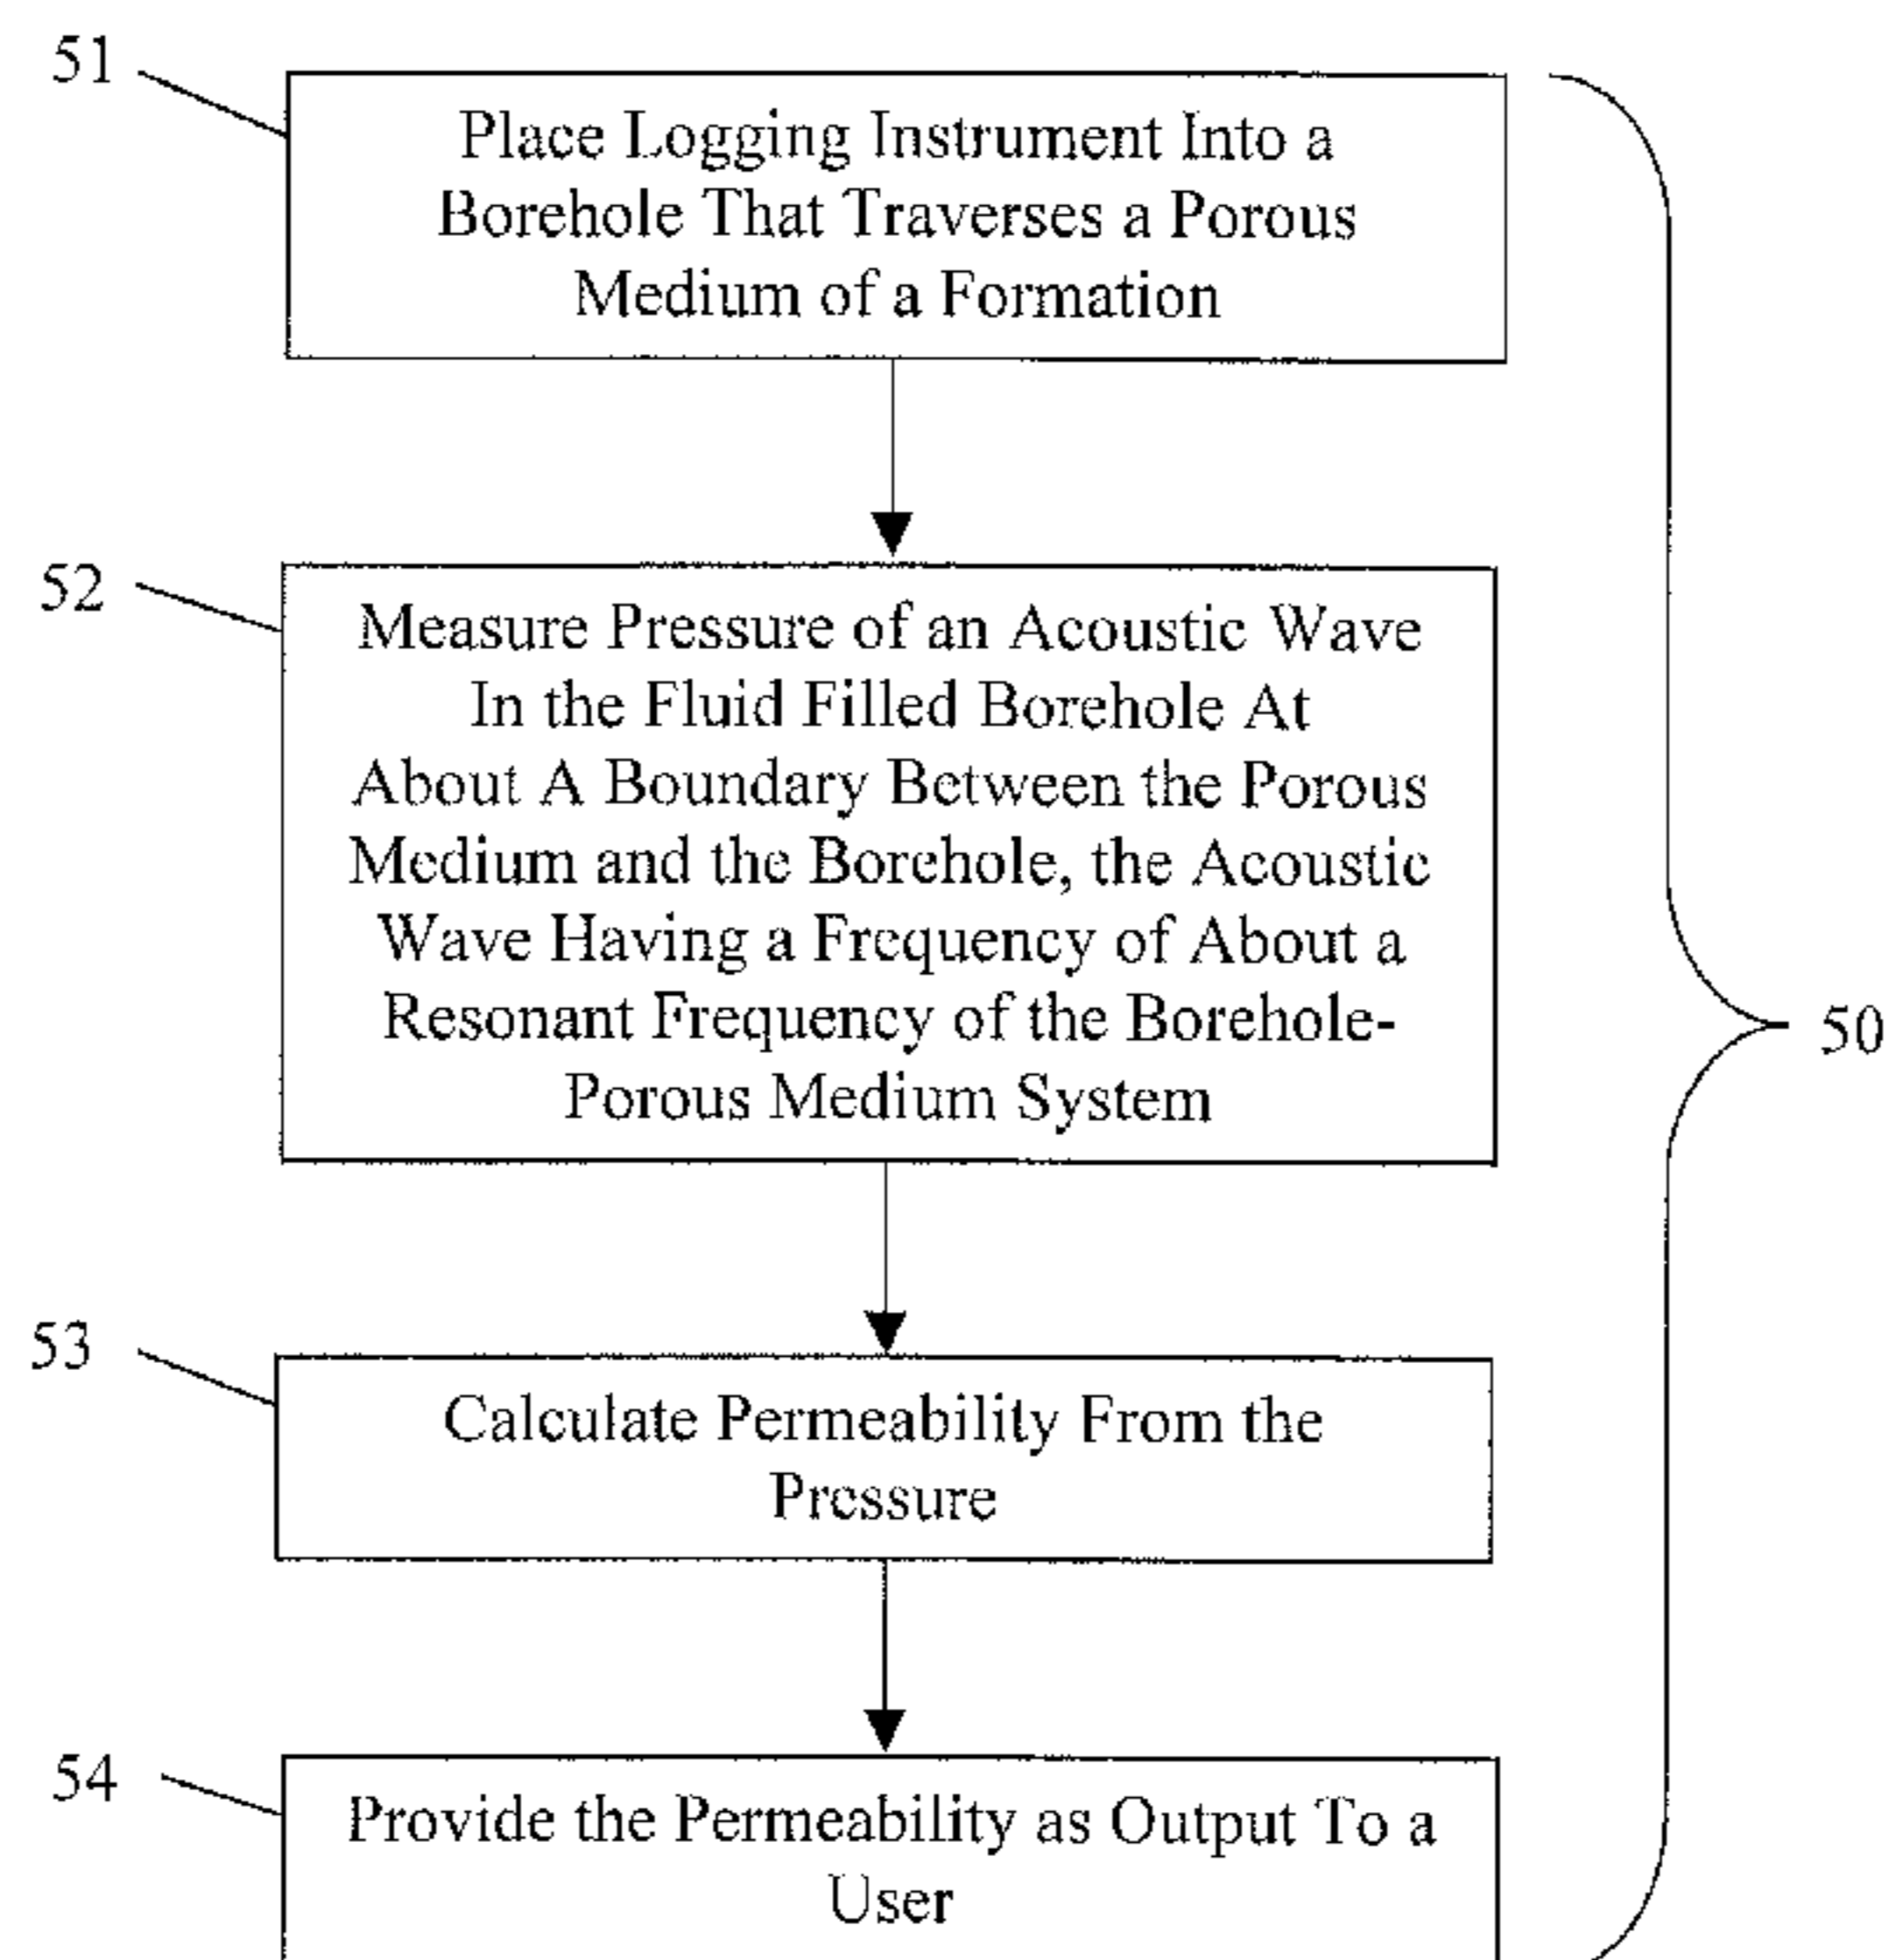 51
Place Logging Instrument Into a
Borehole That Traverses a Porous
Medium of a Formation
52
Measure Pressure of an Acoustic Wave
In the Fluid Filled Borehole At
About A Boundary Between the Porous
Medium and the Borehole, the Acoustic
Wave Having a Frequency of About a
Resonant Frequency of the Borehole-
Porous Medium System
50
53
Calculate Permeability From the
Pressure
54
Provide the Permeability as Output To a
User